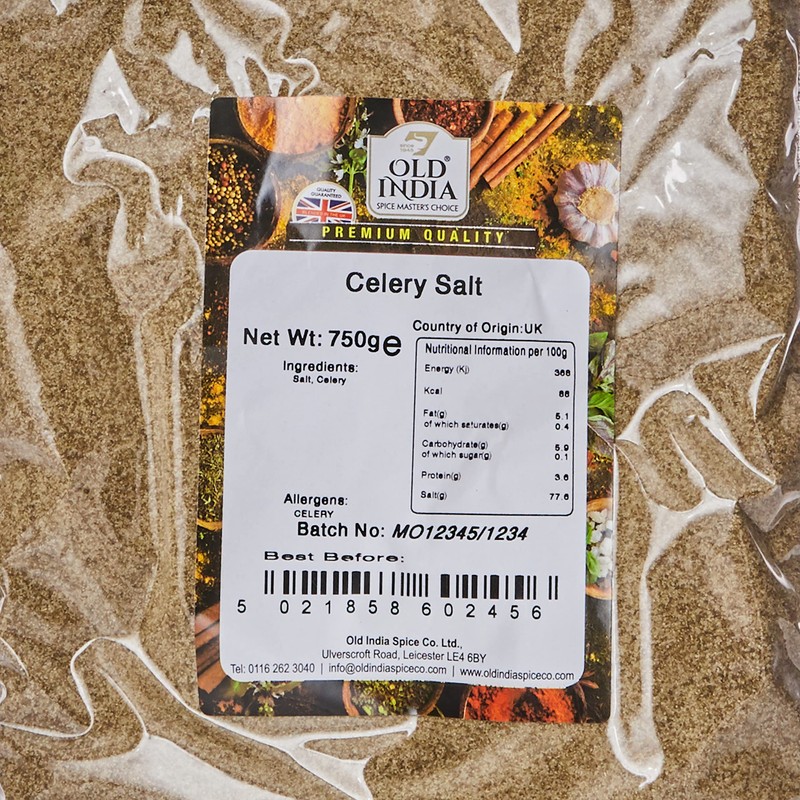 OLD® INDIA
SPICE MASTER'S CHOICE
QUALITY GUARANTEED
PREMIUM QUALITY
Celery Salt
Net Wt: 750g e
Ingredients:
Salt, Celery
Country of Origin:UK
Nutritional Information per 100g
Energy (Kj) 366
Kcal 88
Fat(g) 5.1
of which saturates(g) 0.4
Carbohydrate(g) 5.9
of which sugar(g) 0.1
Protein(g) 3.6
Salt(g) 77.6
Allergens:
CELERY
Batch No: MO12345/1234
Best Before:
5 021858 602456
Old India Spice Co. Ltd.,
Ulverscroft Road, Leicester LE4 6BY
Tel: 0116 262 3040 | info@oldindiaspiceco.com | www.oldindiaspiceco.com